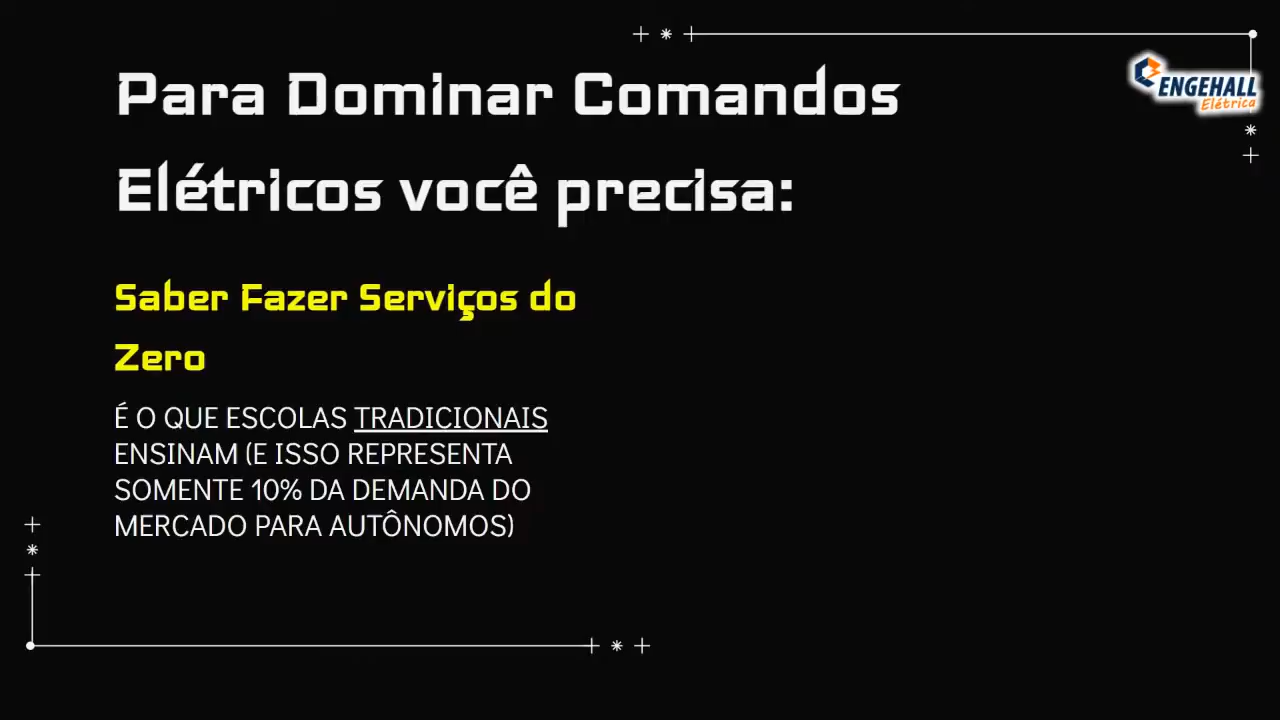 Para Dominar Comandos
Elétricos você precisa:
ENGEHALL
Elétrica
Saber Fazer Serviços do
Zero
É O QUE ESCOLAS TRADICIONAIS
ENSINAM (E ISSO REPRESENTA
SOMENTE 10% DA DEMANDA DO
MERCADO PARA AUTÔNOMOS)